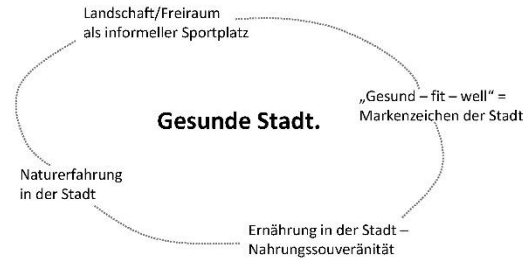 Landschaft/Freiraum
als informeller Sportplatz
„Gesund – fit – well“ =
Markenzeichen der Stadt
Gesunde Stadt.
Naturerfahrung
in der Stadt
Ernährung in der Stadt –
Nahrungssouveränität